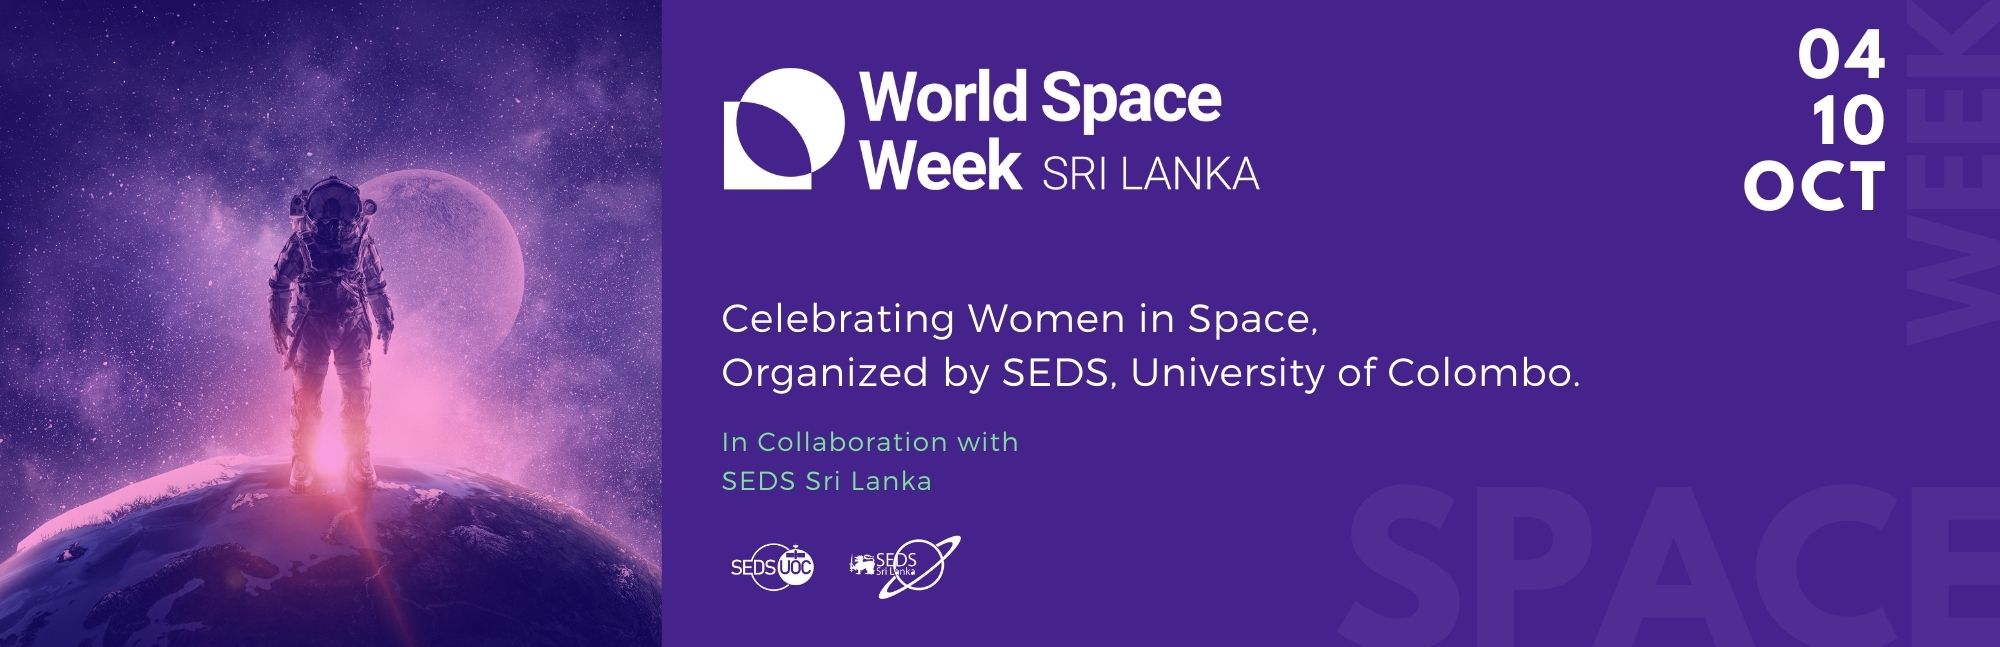 World Space
Week SRI LANKA
04
10
OCT
WEEK
Celebrating Women in Space,
Organized by SEDS, University of Colombo.
In Collaboration with
SEDS Sri Lanka
SEDS UOC
SEDS
Sri Lanka
SPACE